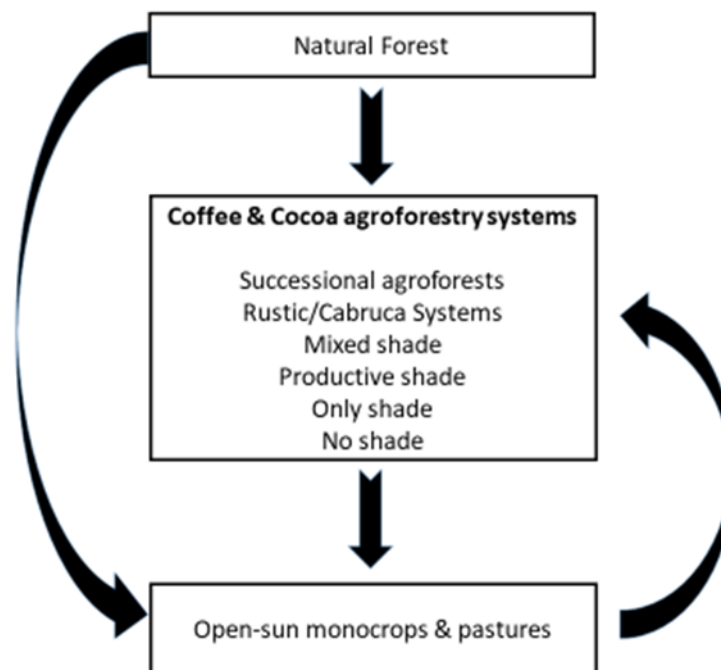 Natural Forest
Coffee & Cocoa agroforestry systems
Successional agroforests
Rustic/Cabruca Systems
Mixed shade
Productive shade
Only shade
No shade
Open-sun monocrops & pastures